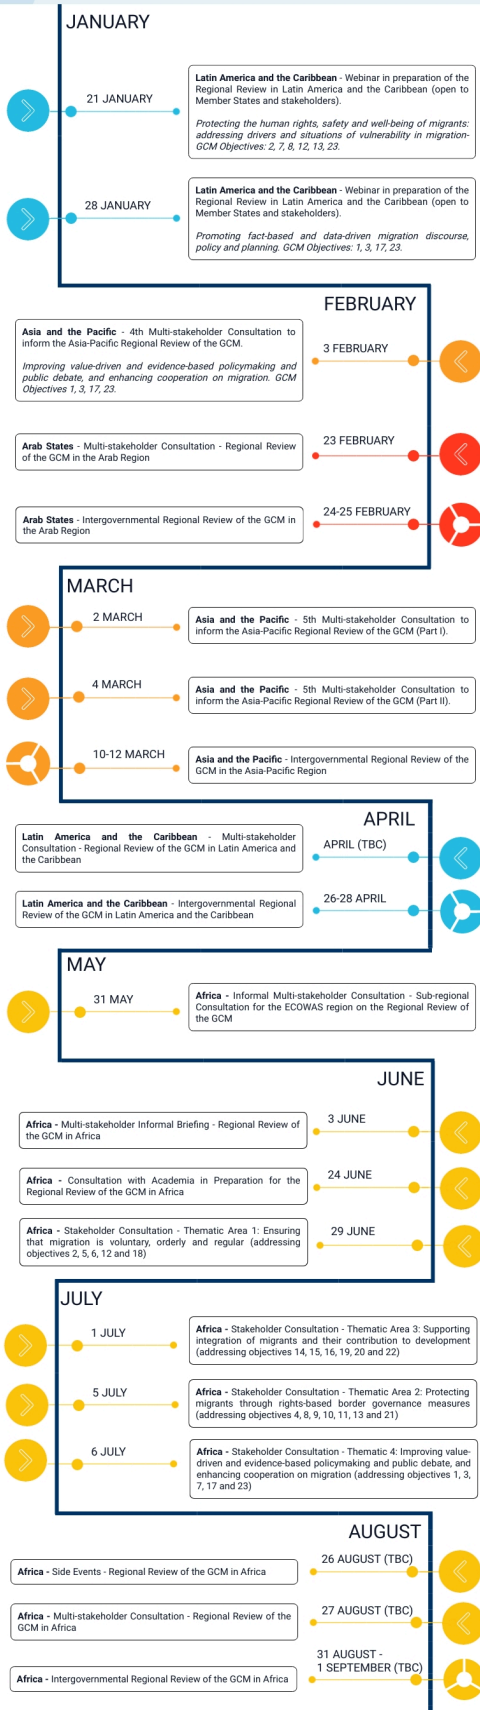 JANUARY
21 JANUARY
Latin America and the Caribbean - Webinar in preparation of the
Regional Review in Latin America and the Caribbean (open to
Member States and stakeholders).
Protecting the human rights, safety and well-being of migrants:
addressing drivers and situations of vulnerability in migration-
GCM Objectives: 2, 7, 8, 12, 13, 23.
28 JANUARY
Latin America and the Caribbean - Webinar in preparation of the
Regional Review in Latin America and the Caribbean (open to
Member States and stakeholders).
Promoting fact-based and data-driven migration discourse,
policy and planning. GCM Objectives: 1, 3, 17, 23.
FEBRUARY
3 FEBRUARY
Asia and the Pacific - 4th Multi-stakeholder Consultation to
inform the Asia-Pacific Regional Review of the GCM.
Improving value-driven and evidence-based policymaking and
public debate, and enhancing cooperation on migration. GCM
Objectives 1, 3, 17, 23.
23 FEBRUARY
Arab States - Multi-stakeholder Consultation - Regional Review
of the GCM in the Arab Region
24-25 FEBRUARY
Arab States - Intergovernmental Regional Review of the GCM in
the Arab Region
MARCH
2 MARCH
Asia and the Pacific - 5th Multi-stakeholder Consultation to
inform the Asia-Pacific Regional Review of the GCM (Part I).
4 MARCH
Asia and the Pacific - 5th Multi-stakeholder Consultation to
inform the Asia-Pacific Regional Review of the GCM (Part II).
10-12 MARCH
Asia and the Pacific - Intergovernmental Regional Review of the
GCM in the Asia-Pacific Region
APRIL
APRIL (TBC)
Latin America and the Caribbean - Multi-stakeholder
Consultation - Regional Review of the GCM in Latin America and
the Caribbean
26-28 APRIL
Latin America and the Caribbean - Intergovernmental Regional
Review of the GCM in Latin America and the Caribbean
MAY
31 MAY
Africa - Informal Multi-stakeholder Consultation - Sub-regional
Consultation for the ECOWAS region on the Regional Review of
the GCM
JUNE
3 JUNE
Africa - Multi-stakeholder Informal Briefing - Regional Review of
the GCM in Africa
24 JUNE
Africa - Consultation with Academia in Preparation for the
Regional Review of the GCM in Africa
29 JUNE
Africa - Stakeholder Consultation - Thematic Area 1: Ensuring
that migration is voluntary, orderly and regular (addressing
objectives 2, 5, 6, 12 and 18)
JULY
1 JULY
Africa - Stakeholder Consultation - Thematic Area 3: Supporting
integration of migrants and their contribution to development
(addressing objectives 14, 15, 16, 19, 20 and 22)
5 JULY
Africa - Stakeholder Consultation - Thematic Area 2: Protecting
migrants through rights-based border governance measures
(addressing objectives 4, 8, 9, 10, 11, 13 and 21)
6 JULY
Africa - Stakeholder Consultation - Thematic 4: Improving value-
driven and evidence-based policymaking and public debate, and
enhancing cooperation on migration (addressing objectives 1, 3,
7, 17 and 23)
AUGUST
26 AUGUST (TBC)
Africa - Side Events - Regional Review of the GCM in Africa
27 AUGUST (TBC)
Africa - Multi-stakeholder Consultation - Regional Review of the
GCM in Africa
31 AUGUST -
1 SEPTEMBER (TBC)
Africa - Intergovernmental Regional Review of the GCM in Africa